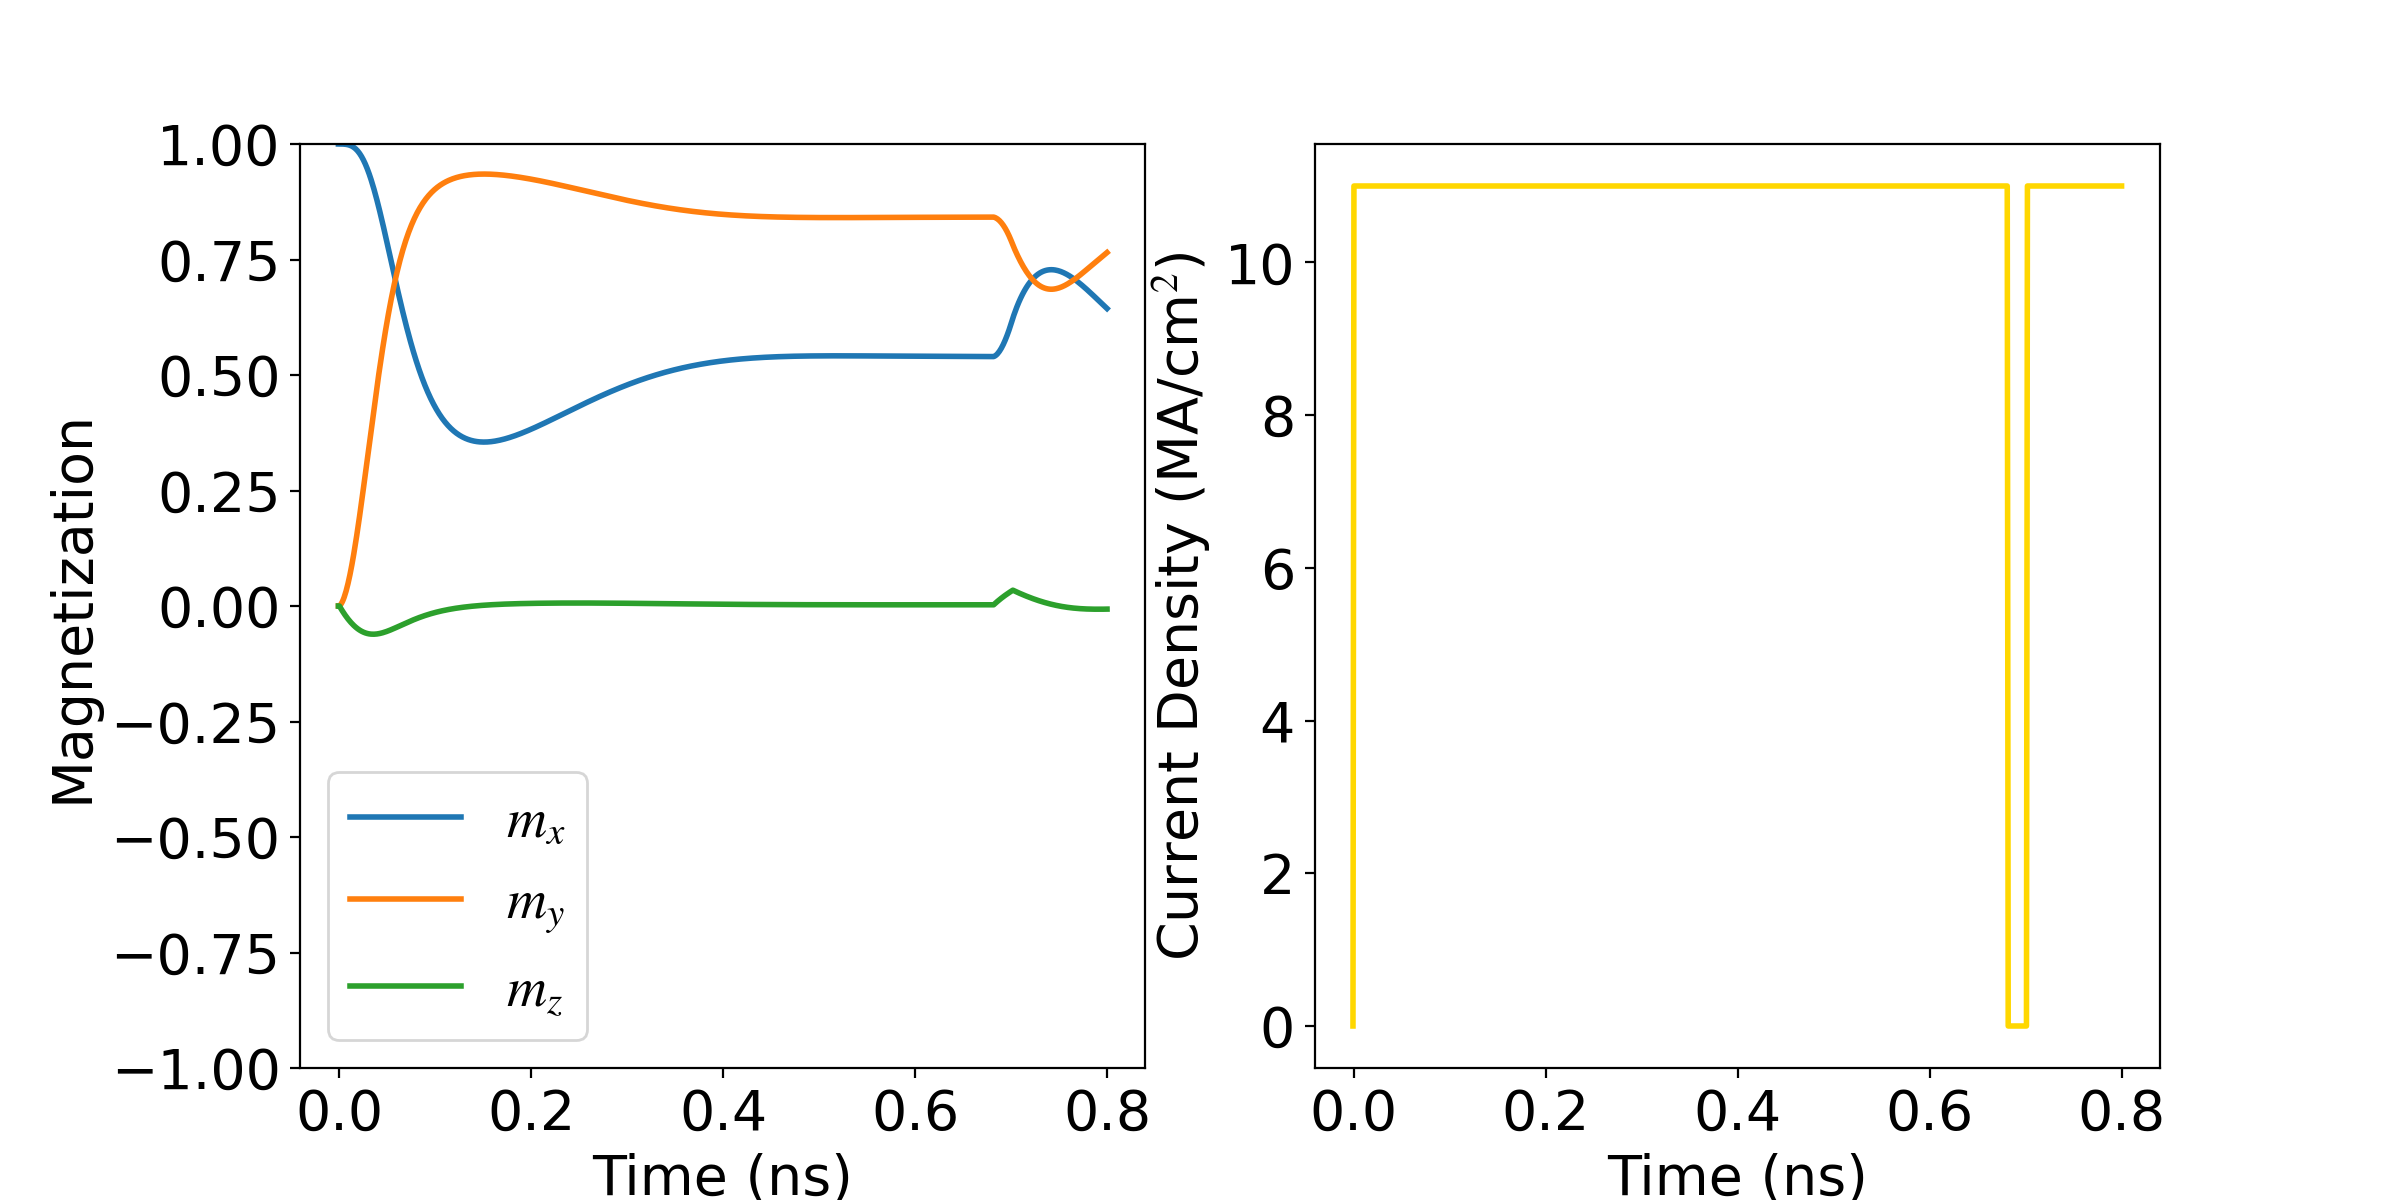 Magnetization
1.00
0.75
0.50
0.25
0.00
−0.25
−0.50
−0.75
−1.00
m_x
m_y
m_z
0.0 0.2 0.4 0.6 0.8
Time (ns)
Current Density (MA/cm²)
10
8
6
4
2
0
0.0 0.2 0.4 0.6 0.8
Time (ns)